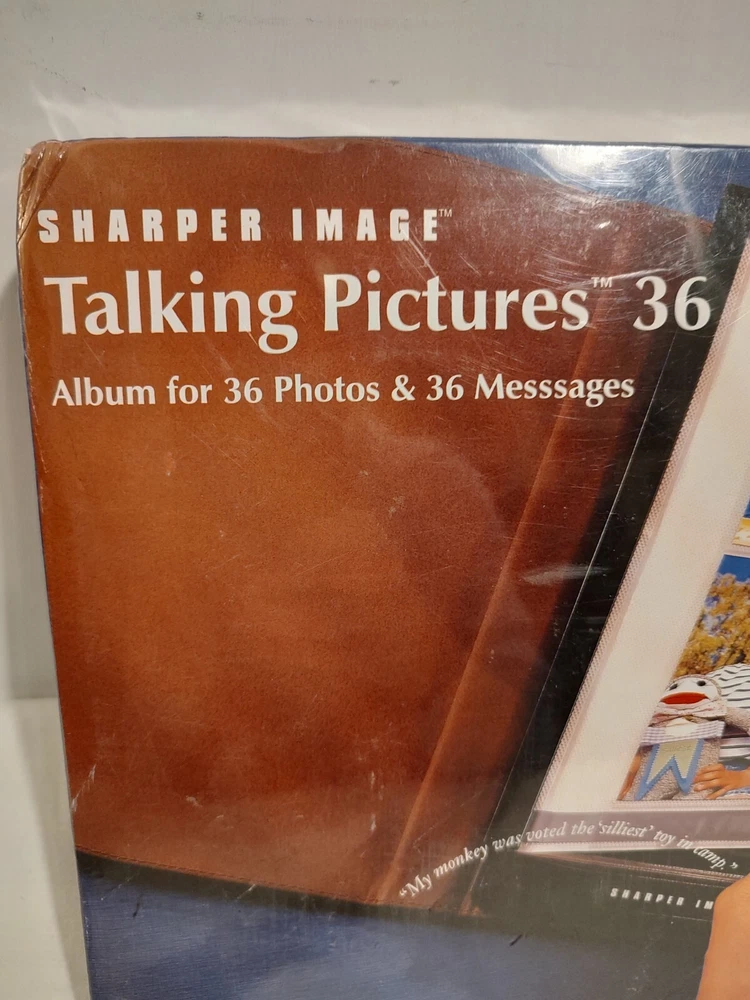 SHARPER IMAGE™
Talking Pictures™ 36
Album for 36 Photos & 36 Messsages
“My monkey was voted the ‘silliest’ toy in camp.”
SHARPER IM